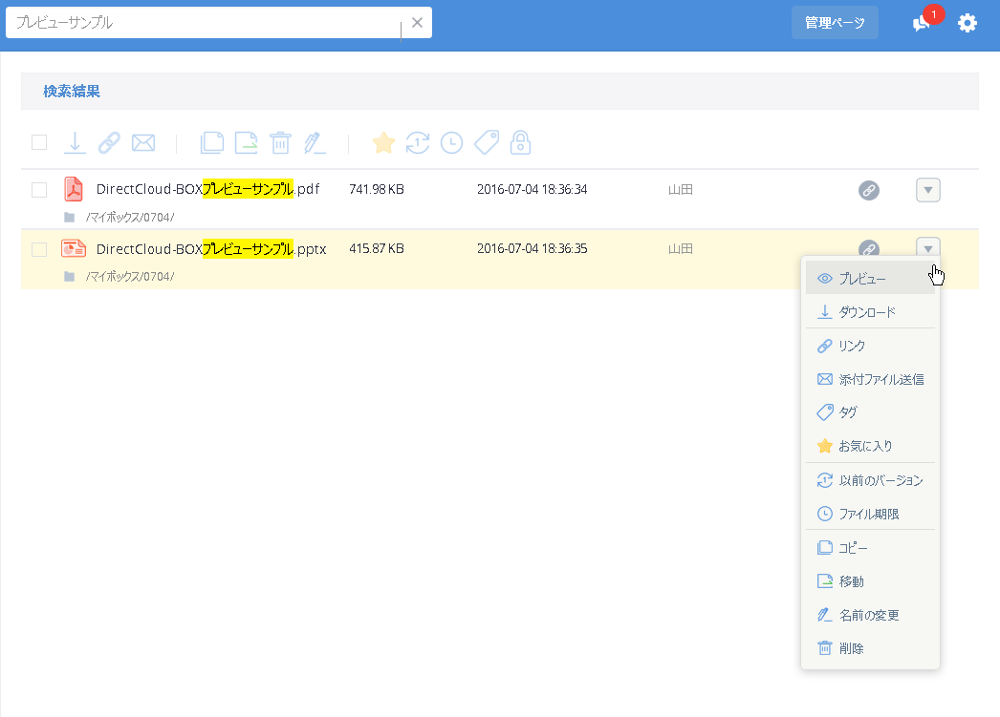 プレビューサンプル
管理ページ
1
検索結果
DirectCloud-BOXプレビューサンプル.pdf 741.98 KB 2016-07-04 18:36:34 山田
/マイボックス/0704/
DirectCloud-BOXプレビューサンプル.pptx 415.87 KB 2016-07-04 18:36:35 山田
/マイボックス/0704/
プレビュー
ダウンロード
リンク
添付ファイル送信
タグ
お気に入り
以前のバージョン
ファイル期限
コピー
移動
名前の変更
削除